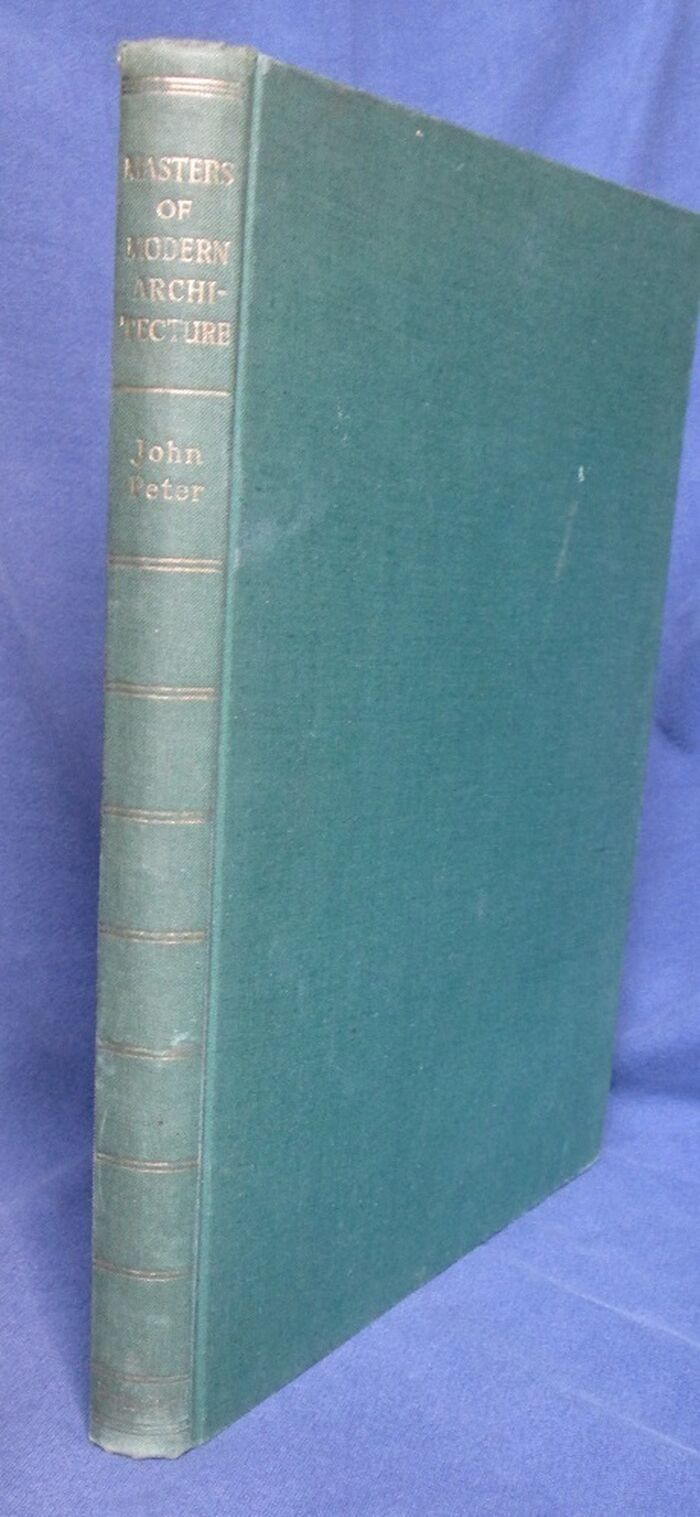 MASTERS
OF
MODERN
ARCHI-
TECTURE
John
Peter